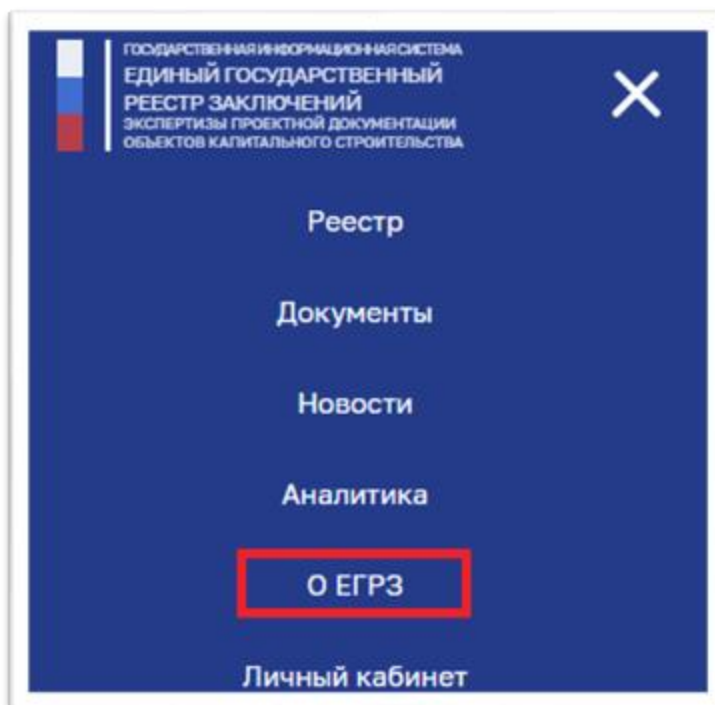 ГОСУДАРСТВЕННАЯ ИНФОРМАЦИОННАЯ СИСТЕМА
ЕДИНЫЙ ГОСУДАРСТВЕННЫЙ
РЕЕСТР ЗАКЛЮЧЕНИЙ
ЭКСПЕРТИЗЫ ПРОЕКТНОЙ ДОКУМЕНТАЦИИ
ОБЪЕКТОВ КАПИТАЛЬНОГО СТРОИТЕЛЬСТВА
Реестр
Документы
Новости
Аналитика
О ЕГРЗ
Личный кабинет